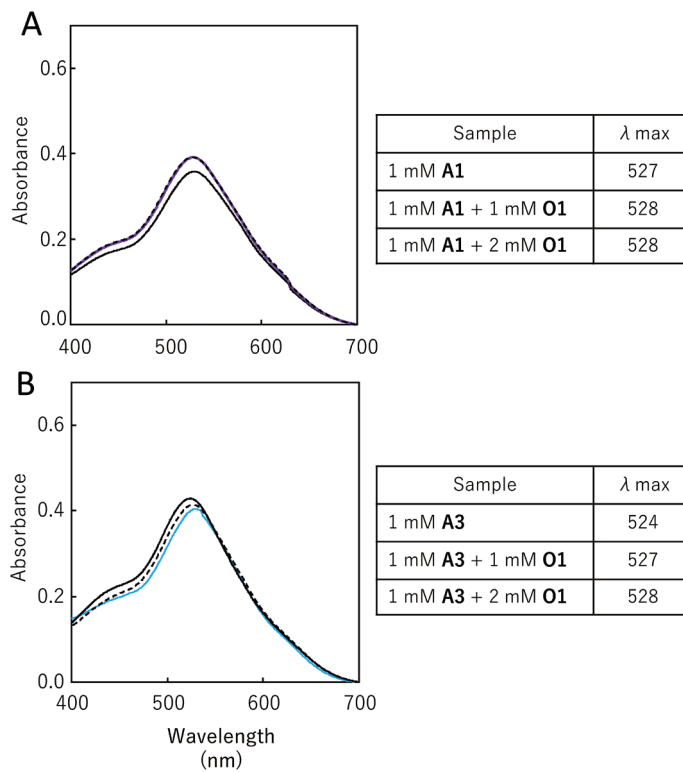 A
Absorbance
0.6
0.4
0.2
0.0
400 500 600 700
Sample λ max
1 mM A1 527
1 mM A1 + 1 mM O1 528
1 mM A1 + 2 mM O1 528
B
Absorbance
0.6
0.4
0.2
0.0
400 500 600 700
Wavelength
(nm)
Sample λ max
1 mM A3 524
1 mM A3 + 1 mM O1 527
1 mM A3 + 2 mM O1 528